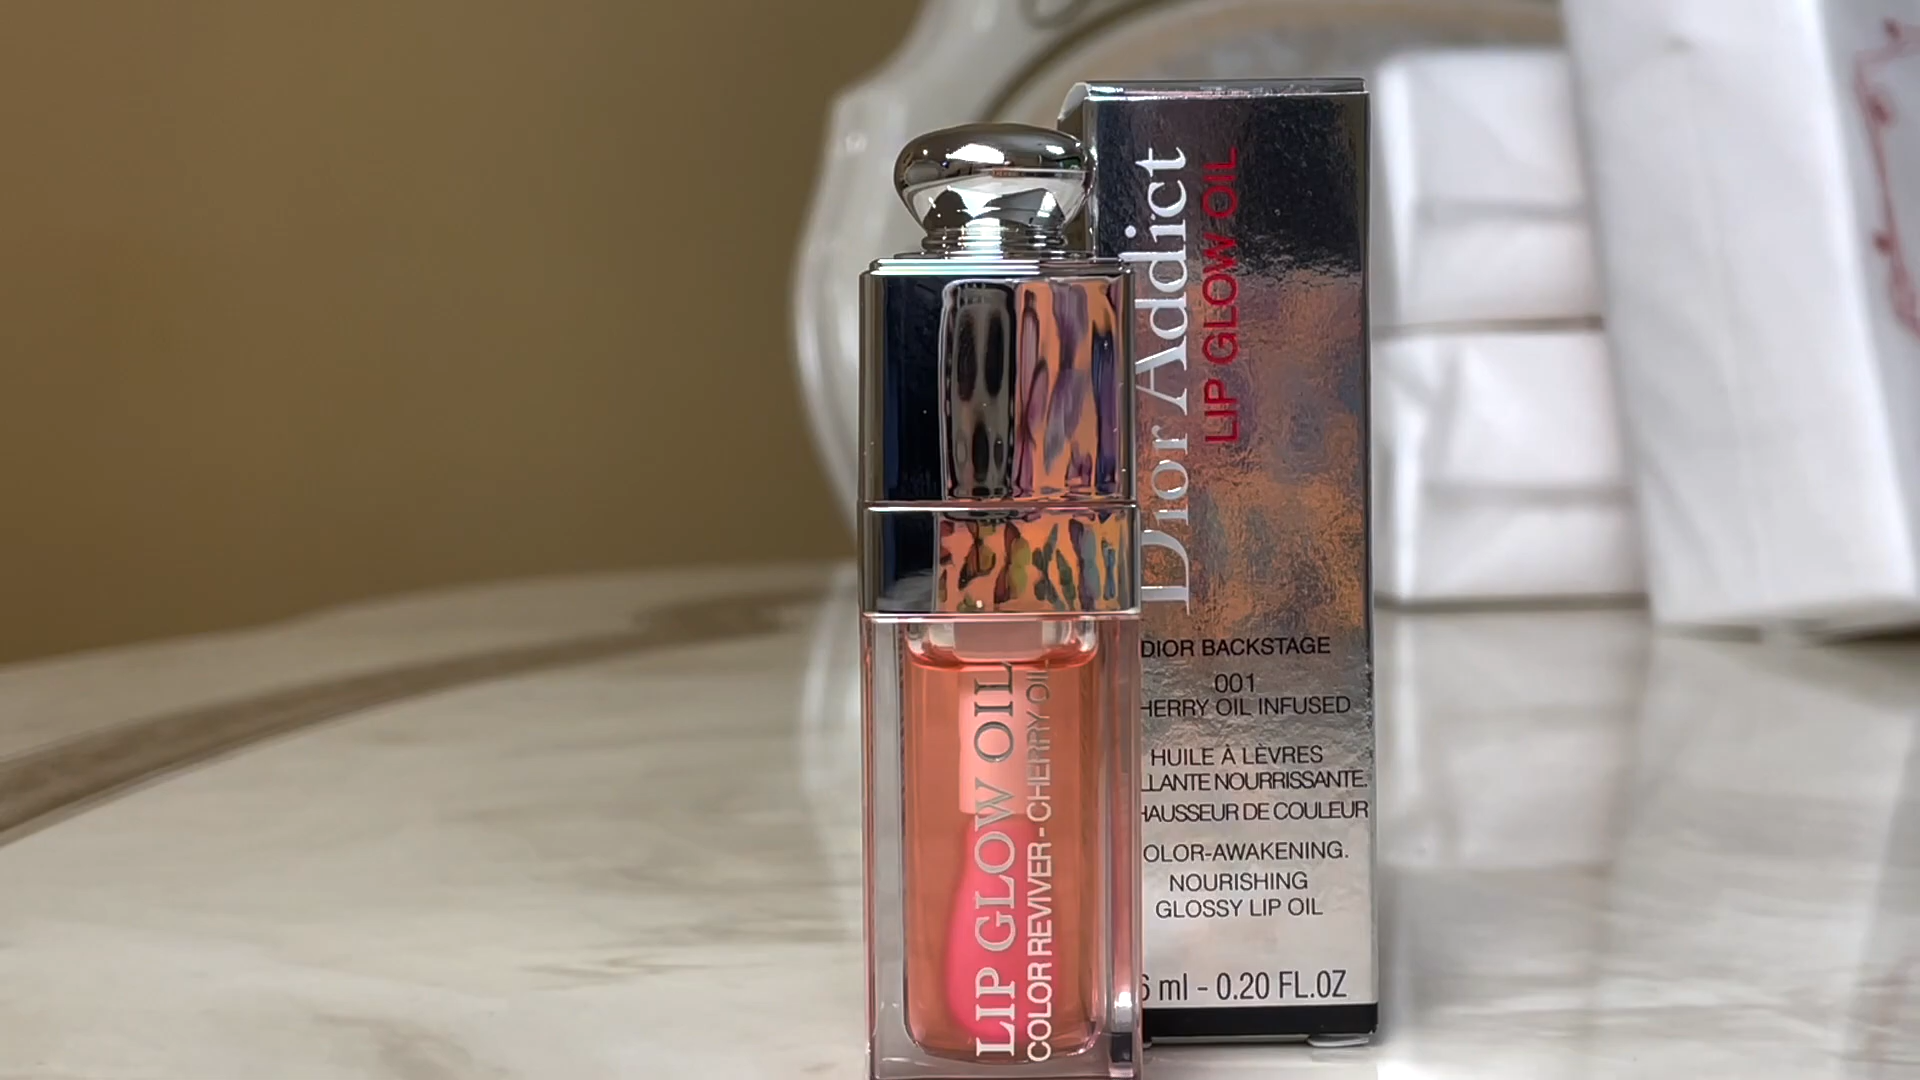 LIP GLOW OIL
COLOR REVIVER - CHERRY OIL
Dior Addict
LIP GLOW OIL
DIOR BACKSTAGE
001
HERRY OIL INFUSED
HUILE À LÈVRES
LLANTE NOURRISSANTE.
HAUSSEUR DE COULEUR
OLOR-AWAKENING.
NOURISHING
GLOSSY LIP OIL
6 ml - 0.20 FL.OZ